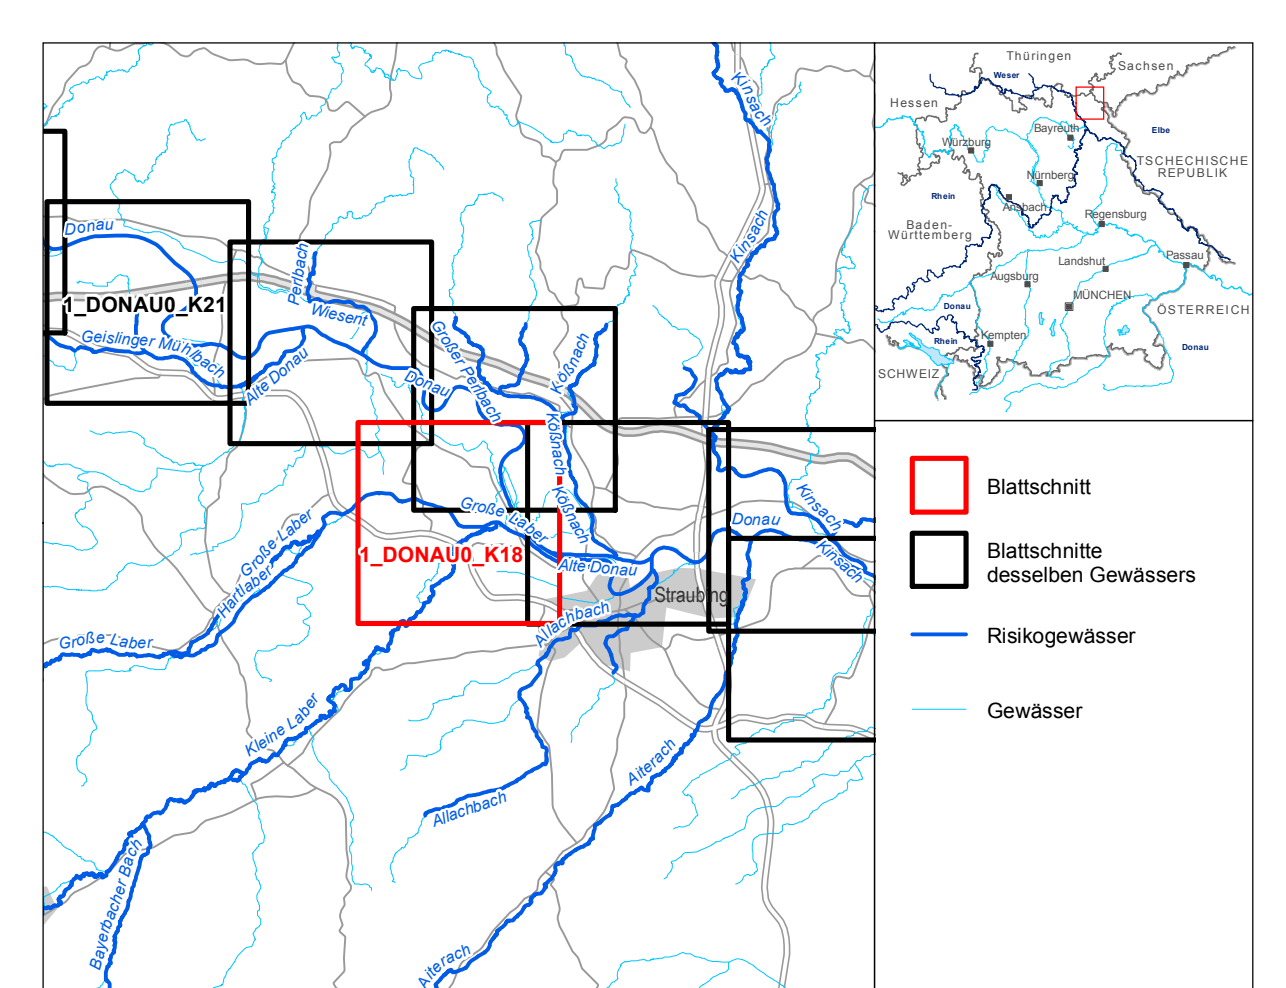 Donau
1_DONAU0_K21
Geislinger Mühlbach
Perlbach
Wiesent
Alte Donau
Donau
Großer Perlbach
Kößnach
Kößnach
Kößnach
Kinsach
Kinsach
Große Laber
1_DONAU0_K18
Große Laber
Hartlaber
Große Laber
Alte Donau
Straubing
Allachbach
Donau
Kinsach
Kinsach
Kleine Laber
Aiterach
Allachbach
Bayerbacher Bach
Aiterach
Thüringen
Sachsen
Weser
Hessen
Bayreuth
Elbe
Würzburg
TSCHECHISCHE
REPUBLIK
Nürnberg
Rhein
Ansbach
Regensburg
Baden-
Württemberg
Landshut
Passau
Augsburg
MÜNCHEN
Donau
ÖSTERREICH
Kempten
Rhein
Donau
SCHWEIZ
Blattschnitt
Blattschnitte
desselben Gewässers
Risikogewässer
Gewässer